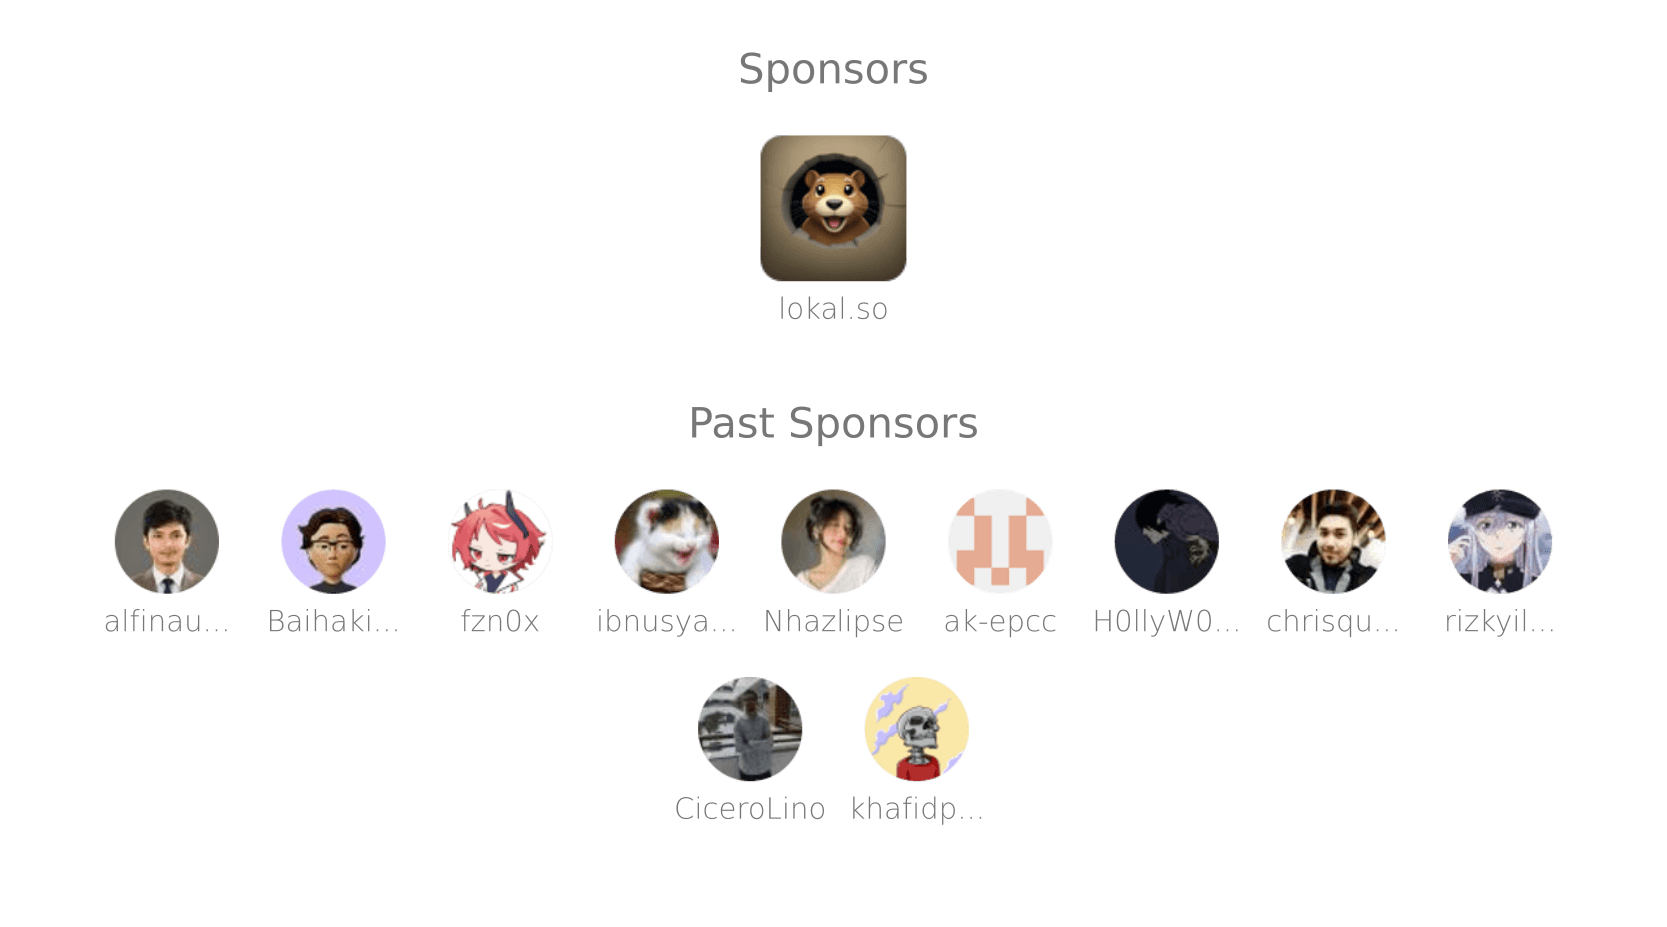 Sponsors
lokal.so
Past Sponsors
alfinau... Baihaki... fzn0x ibnusya... Nhazlipse ak-epcc H0llyW0... chrisqu... rizkyil...
CiceroLino khafidp...